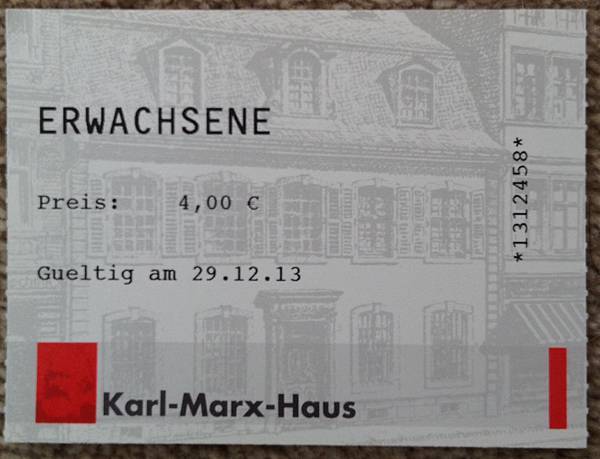 ERWACHSENE
Preis: 4,00 €
Gueltig am 29.12.13
*1312458*
Karl-Marx-Haus